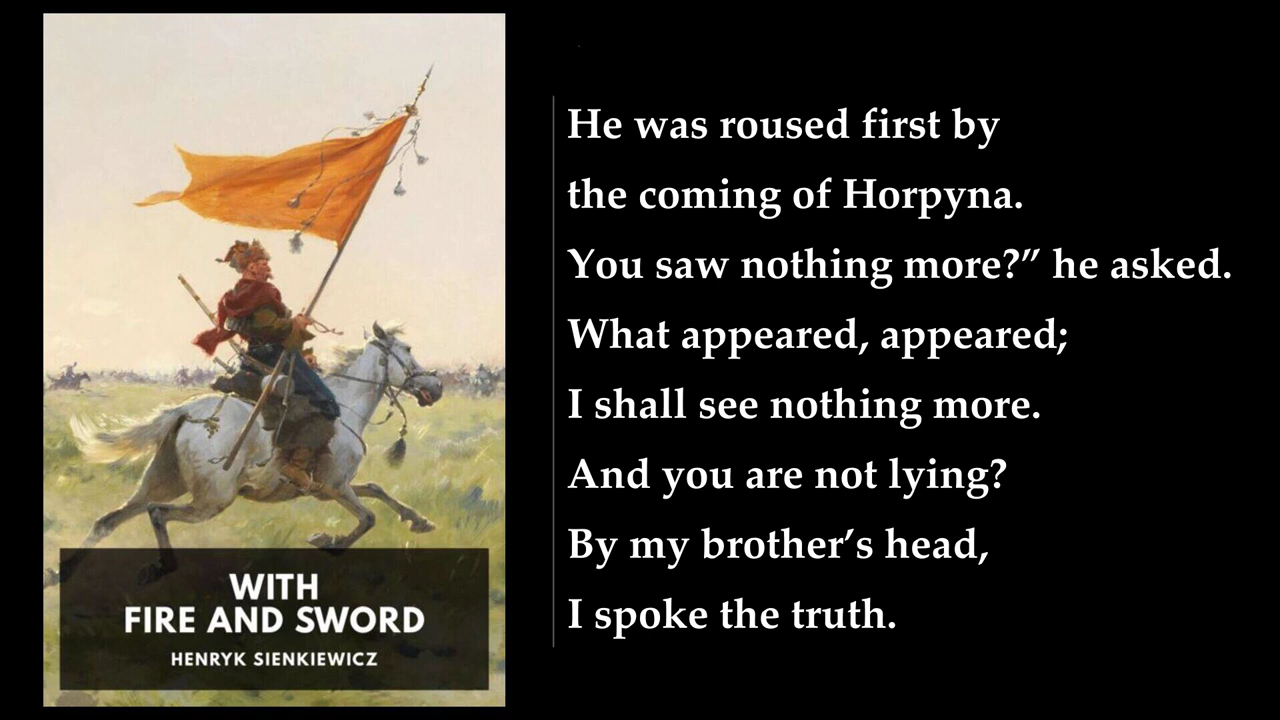 WITH
FIRE AND SWORD
HENRYK SIENKIEWICZ
He was roused first by
the coming of Horpyna.
You saw nothing more?” he asked.
What appeared, appeared;
I shall see nothing more.
And you are not lying?
By my brother’s head,
I spoke the truth.